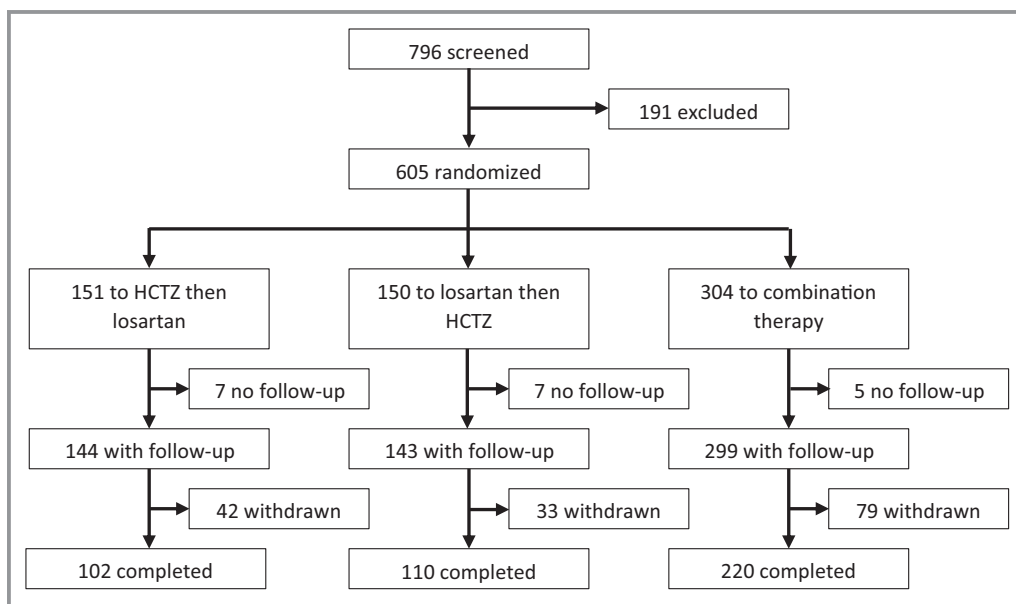 796 screened
191 excluded
605 randomized
151 to HCTZ then
losartan
150 to losartan then
HCTZ
304 to combination
therapy
7 no follow-up
7 no follow-up
5 no follow-up
144 with follow-up
143 with follow-up
299 with follow-up
42 withdrawn
33 withdrawn
79 withdrawn
102 completed
110 completed
220 completed